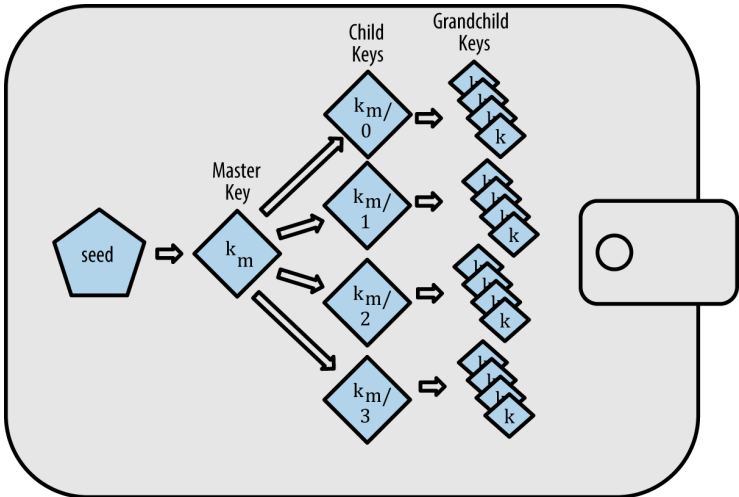 Child
Keys
Grandchild
Keys
Master
Key
seed
k m
k m/
0
k m/
1
k m/
2
k m/
3
k
k
k
k